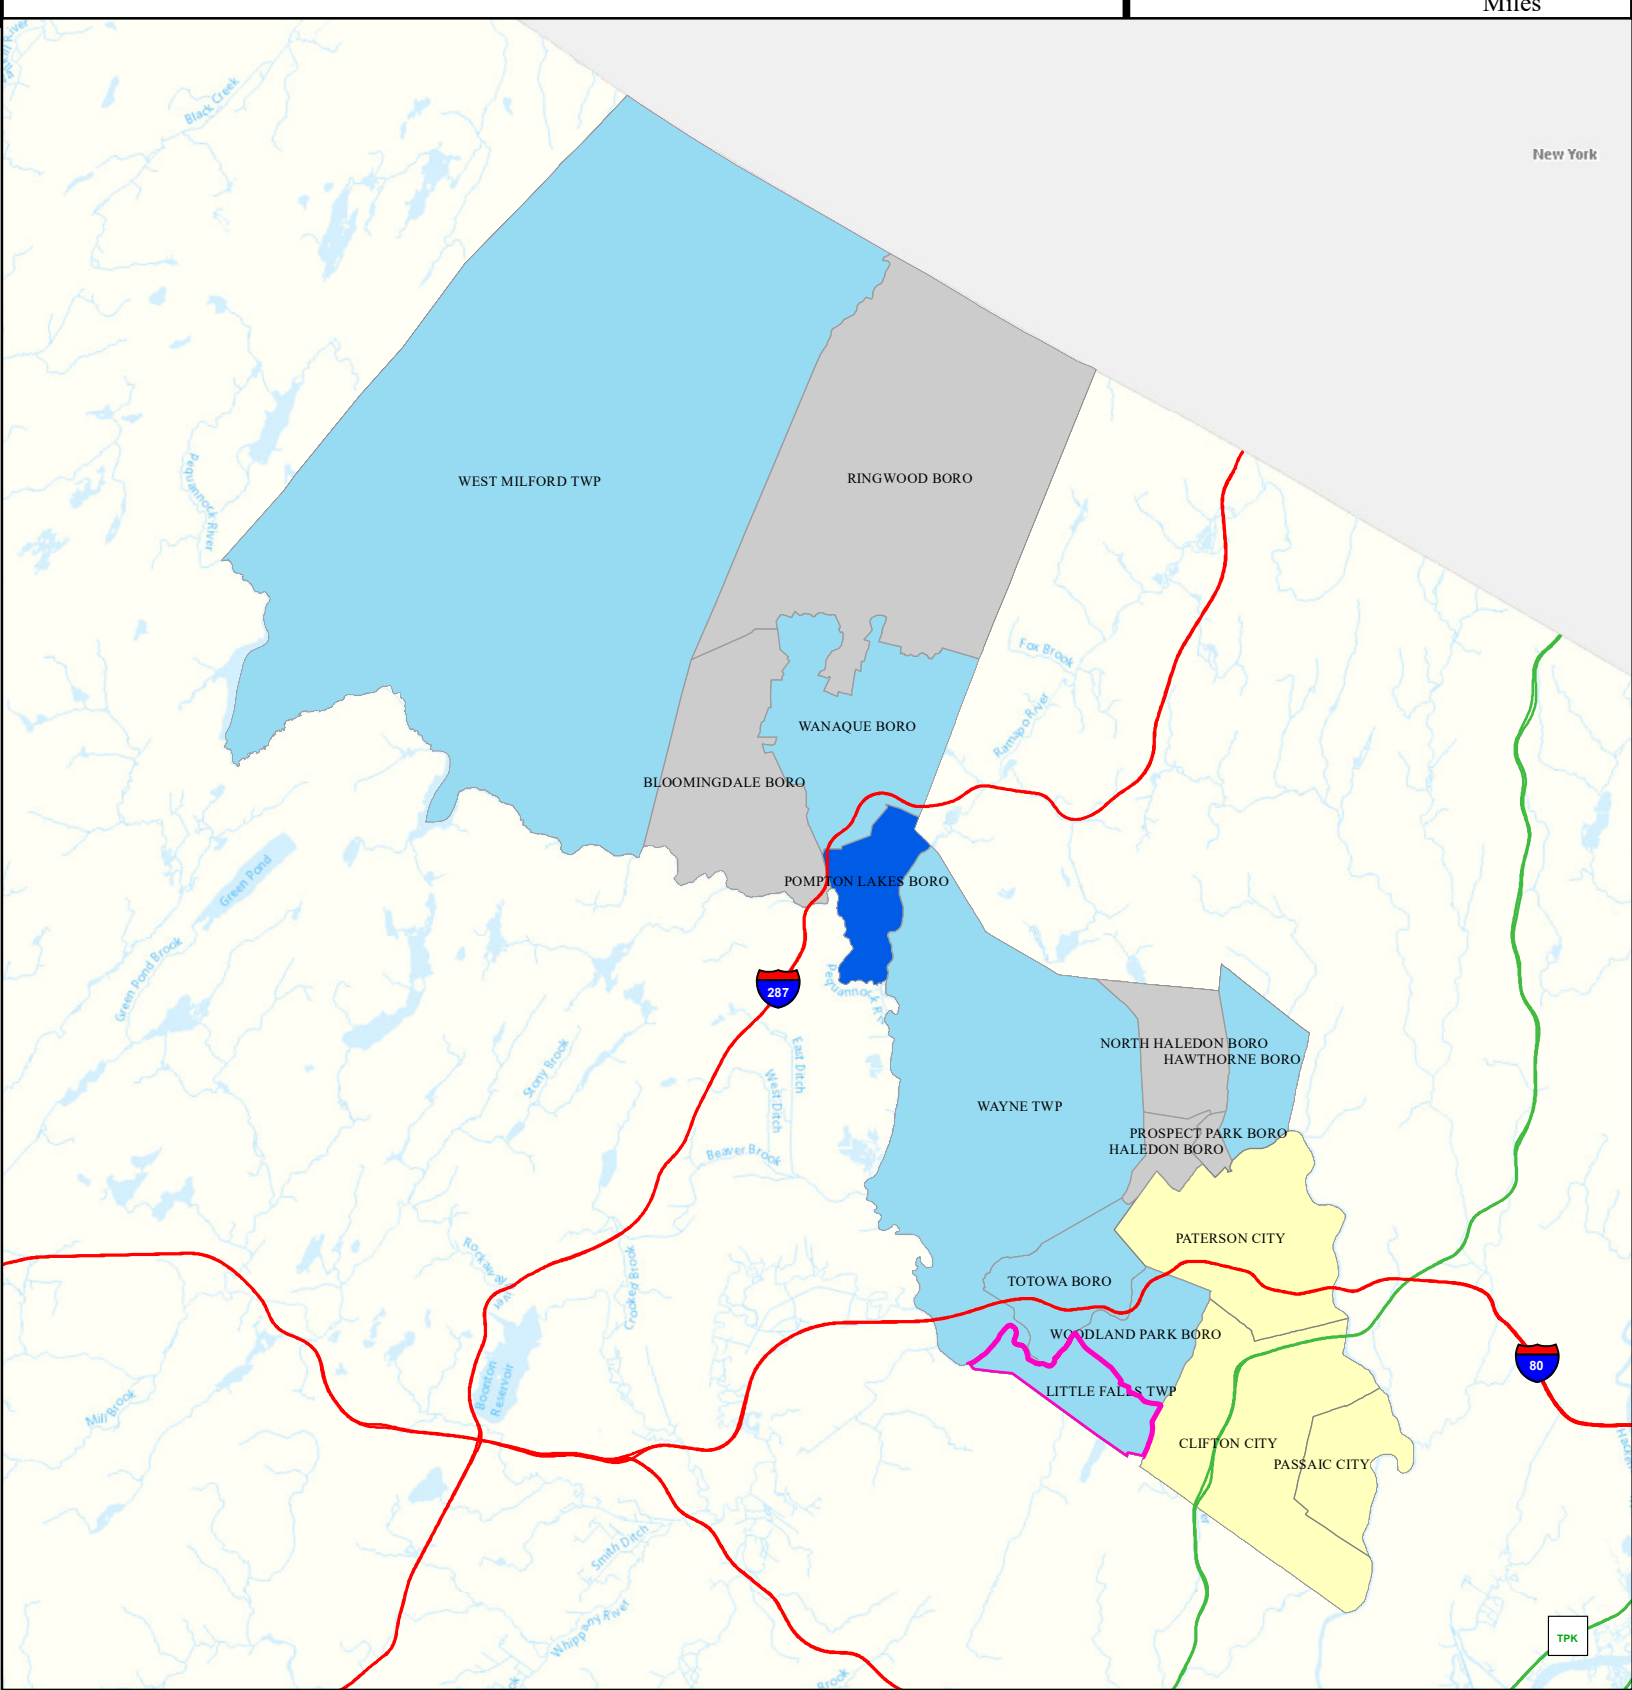 Miles
Black Creek
New York
Pequannock River
WEST MILFORD TWP
RINGWOOD BORO
Fox Brook
Ramapo River
WANAQUE BORO
BLOOMINGDALE BORO
POMPTON LAKES BORO
Green Pond
Green Pond Brook
287
Stony Brook
East Ditch
West Ditch
Beaver Brook
NORTH HALEDON BORO
HAWTHORNE BORO
WAYNE TWP
PROSPECT PARK BORO
HALEDON BORO
PATERSON CITY
TOTOWA BORO
Crooked Brook
WOODLAND PARK BORO
80
LITTLE FALLS TWP
Boonton
Reservoir
Mill Brook
CLIFTON CITY
PASSAIC CITY
Smith Ditch
Whippany River
TPK
Brook